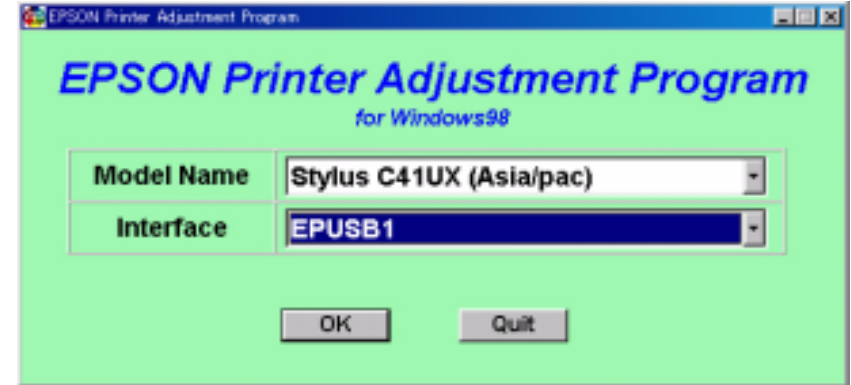 EPSON Printer Adjustment Program
EPSON Printer Adjustment Program
for Windows98
Model Name Stylus C41UX (Asia/pac)
Interface EPUSB1
OK Quit